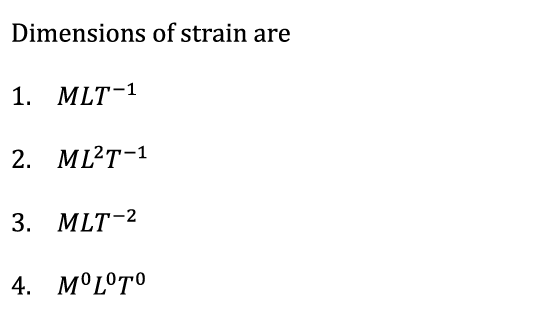 Dimensions of strain are
1. MLT⁻¹
2. ML²T⁻¹
3. MLT⁻²
4. M⁰L⁰T⁰